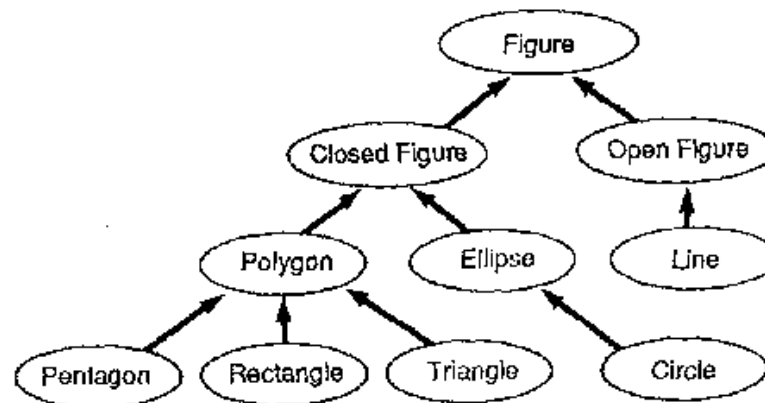 Figure
Closed Figure
Open Figure
Polygon
Ellipse
Line
Pentagon
Rectangle
Triangle
Circle